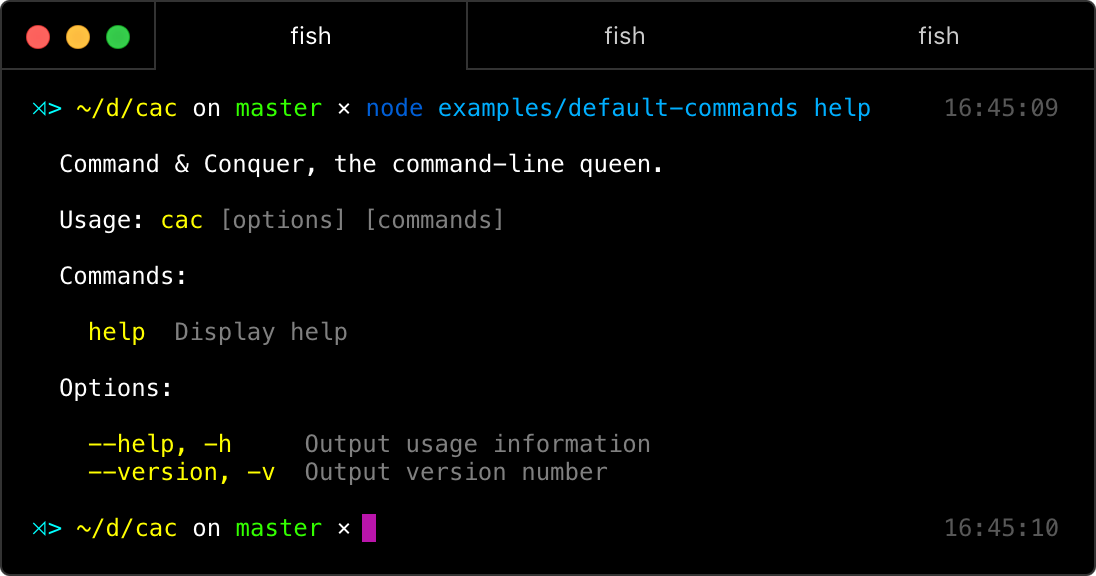 fish fish fish
⋊> ~/d/cac on master × node examples/default-commands help 16:45:09
Command & Conquer, the command-line queen.
Usage: cac [options] [commands]
Commands:
help Display help
Options:
--help, -h Output usage information
--version, -v Output version number
⋊> ~/d/cac on master × 16:45:10